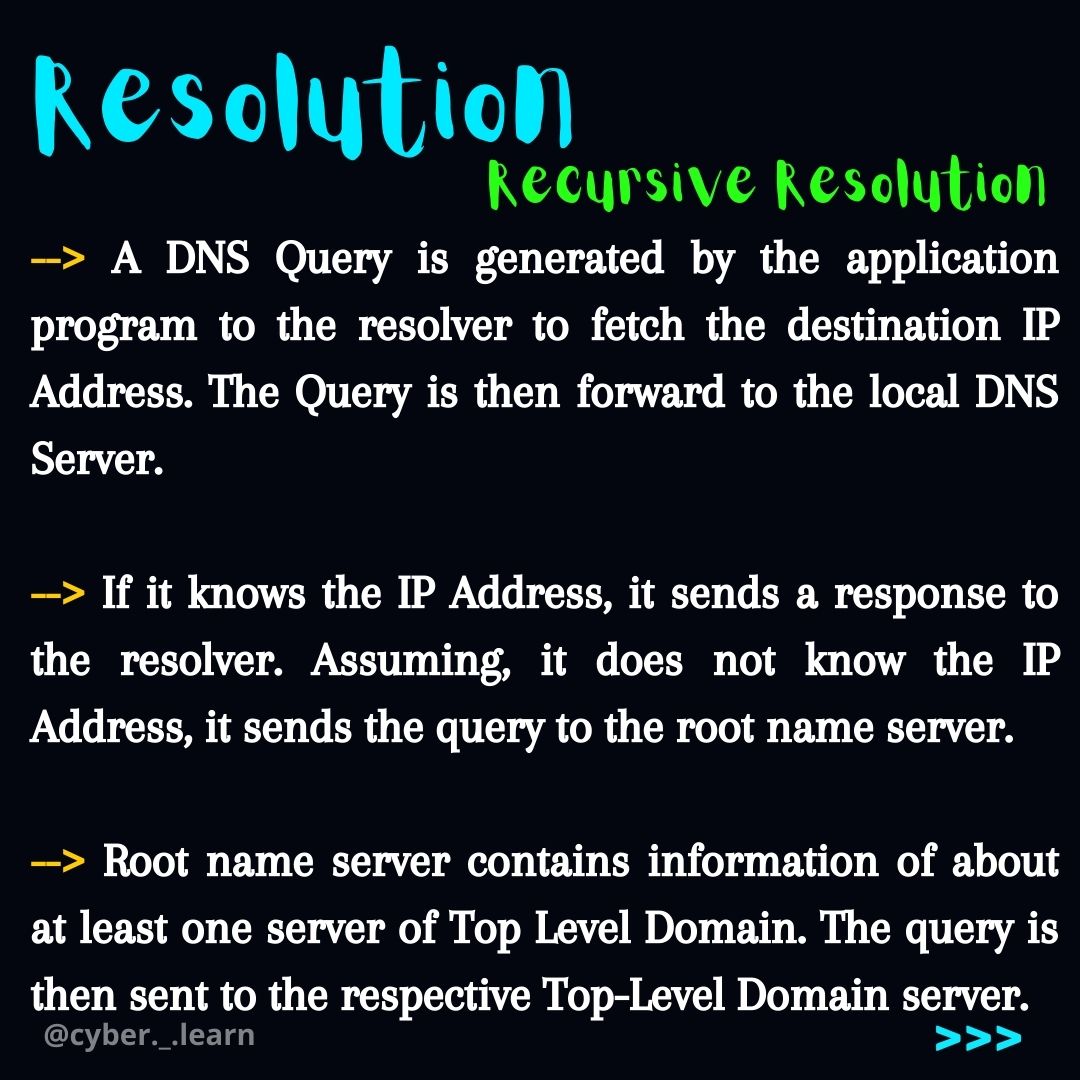 Resolution
Recursive Resolution
--> A DNS Query is generated by the application
program to the resolver to fetch the destination IP
Address. The Query is then forward to the local DNS
Server.
--> If it knows the IP Address, it sends a response to
the resolver. Assuming, it does not know the IP
Address, it sends the query to the root name server.
--> Root name server contains information of about
at least one server of Top Level Domain. The query is
then sent to the respective Top-Level Domain server.
@cyber._.learn
>>>